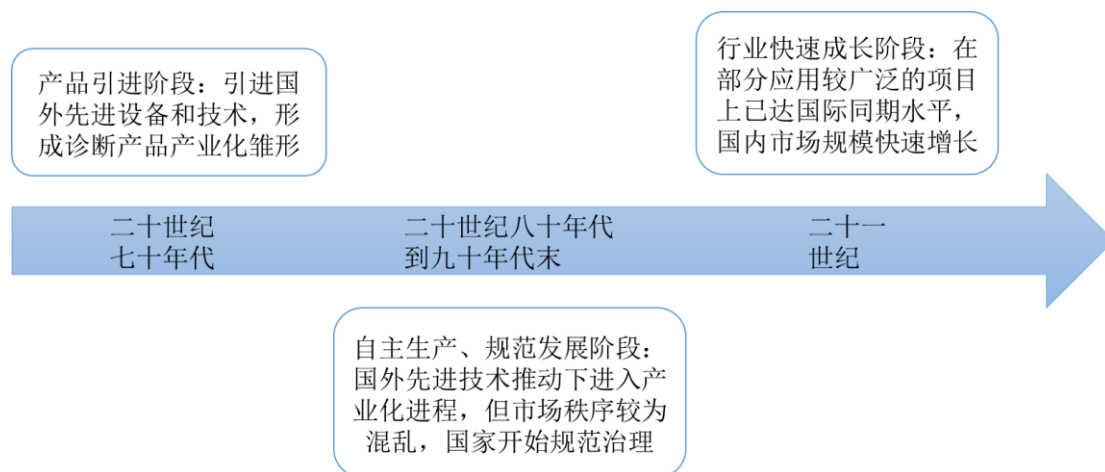 产品引进阶段：引进国
外先进设备和技术，形
成诊断产品产业化雏形
行业快速成长阶段：在
部分应用较广泛的项目
上已达国际同期水平，
国内市场规模快速增长
二十世纪
七十年代
二十世纪八十年代
到九十年代末
二十一
世纪
自主生产、规范发展阶段：
国外先进技术推动下进入产
业化进程，但市场秩序较为
混乱，国家开始规范治理